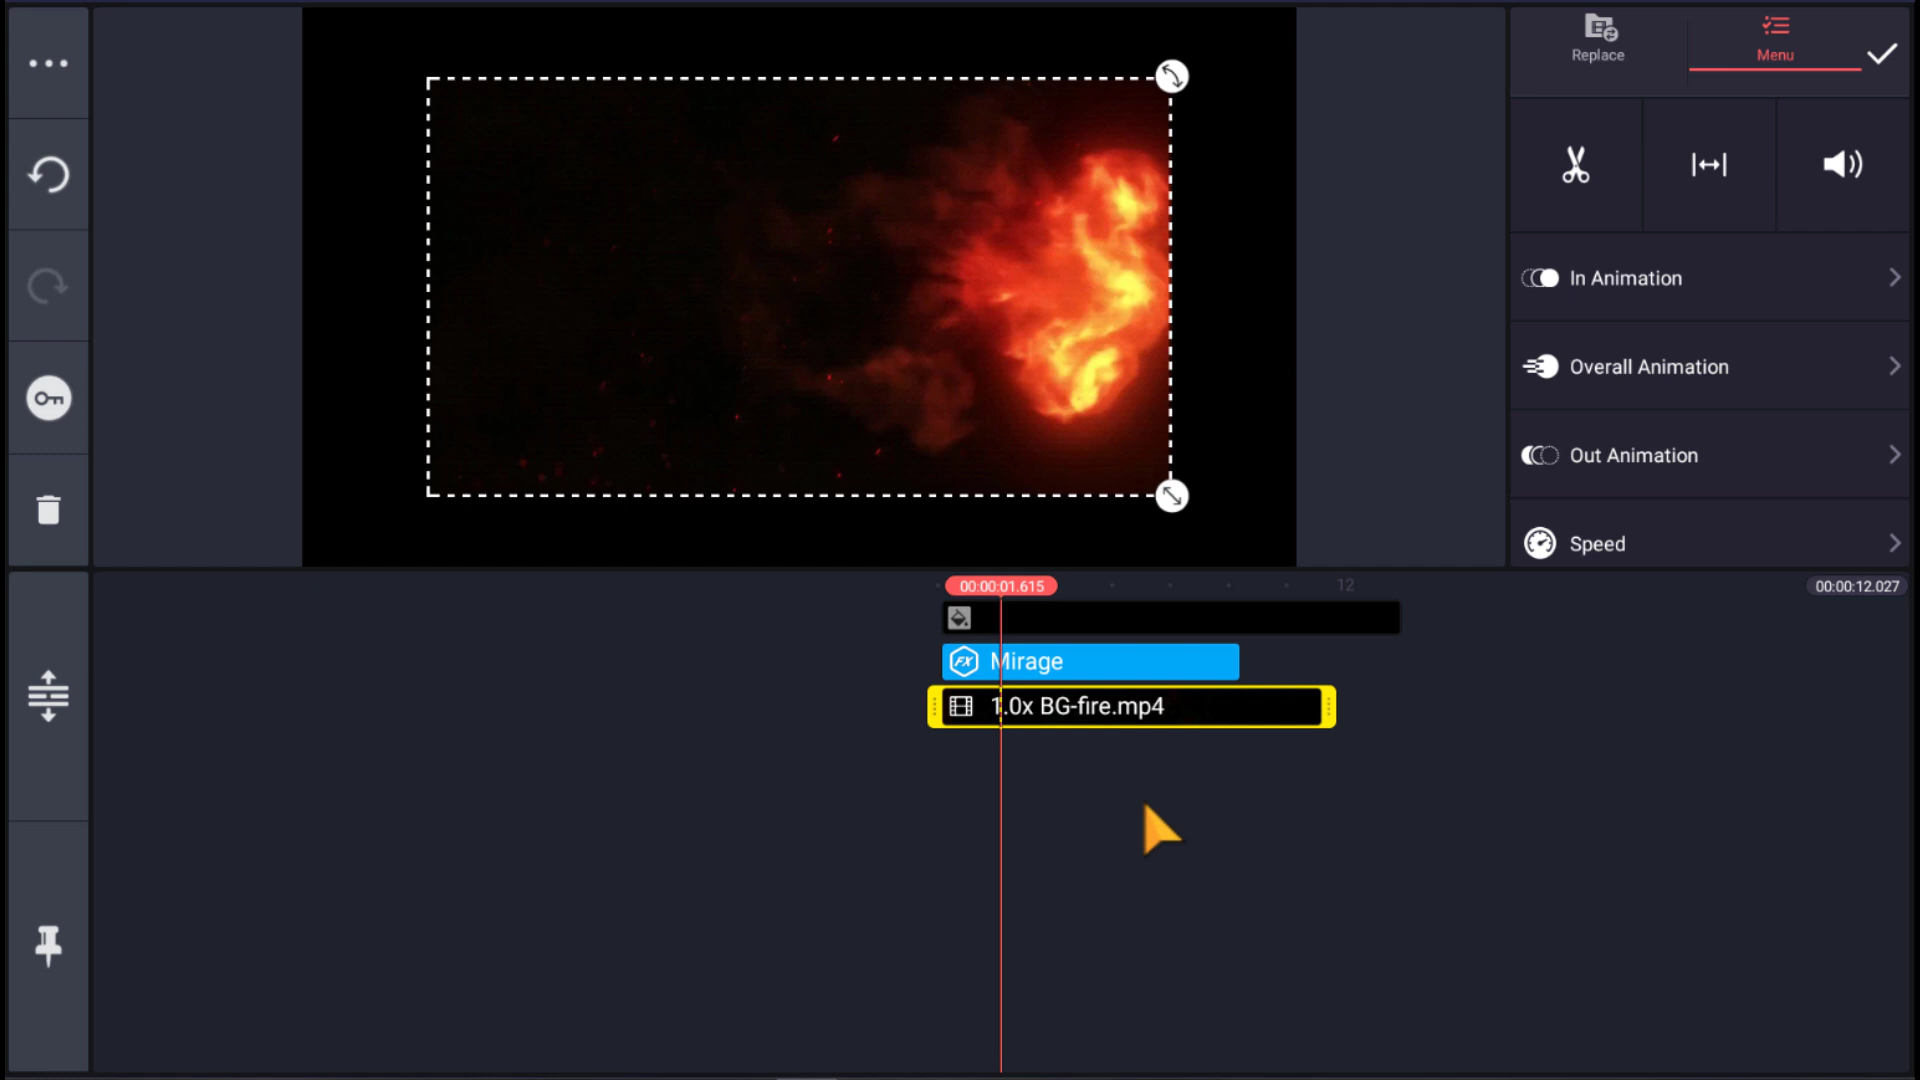 Replace
Menu
In Animation
Overall Animation
Out Animation
Speed
00:00:01.615
12
00:00:12.027
FX Mirage
1.0x BG-fire.mp4